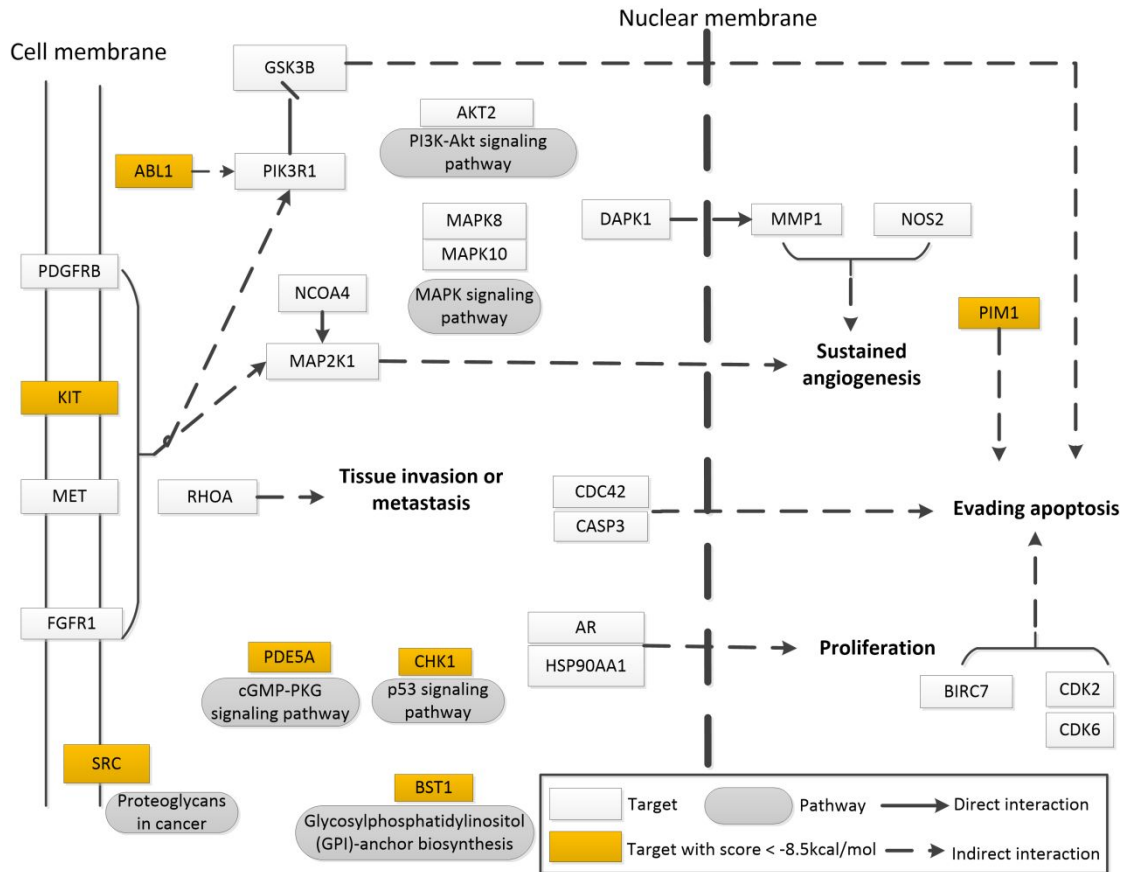 Nuclear membrane
Cell membrane
GSK3B
AKT2
PI3K-Akt signaling
pathway
ABL1
PIK3R1
MAPK8
MAPK10
MAPK signaling
pathway
DAPK1
MMP1
NOS2
PDGFRB
NCOA4
MAP2K1
Sustained
angiogenesis
PIM1
KIT
MET
RHOA
Tissue invasion or
metastasis
CDC42
CASP3
Evading apoptosis
FGFR1
AR
HSP90AA1
Proliferation
BIRC7
CDK2
CDK6
PDE5A
cGMP-PKG
signaling pathway
CHK1
p53 signaling
pathway
SRC
Proteoglycans
in cancer
BST1
Glycosylphosphatidylinositol
(GPI)-anchor biosynthesis
Target
Pathway
Direct interaction
Target with score < -8.5kcal/mol
Indirect interaction